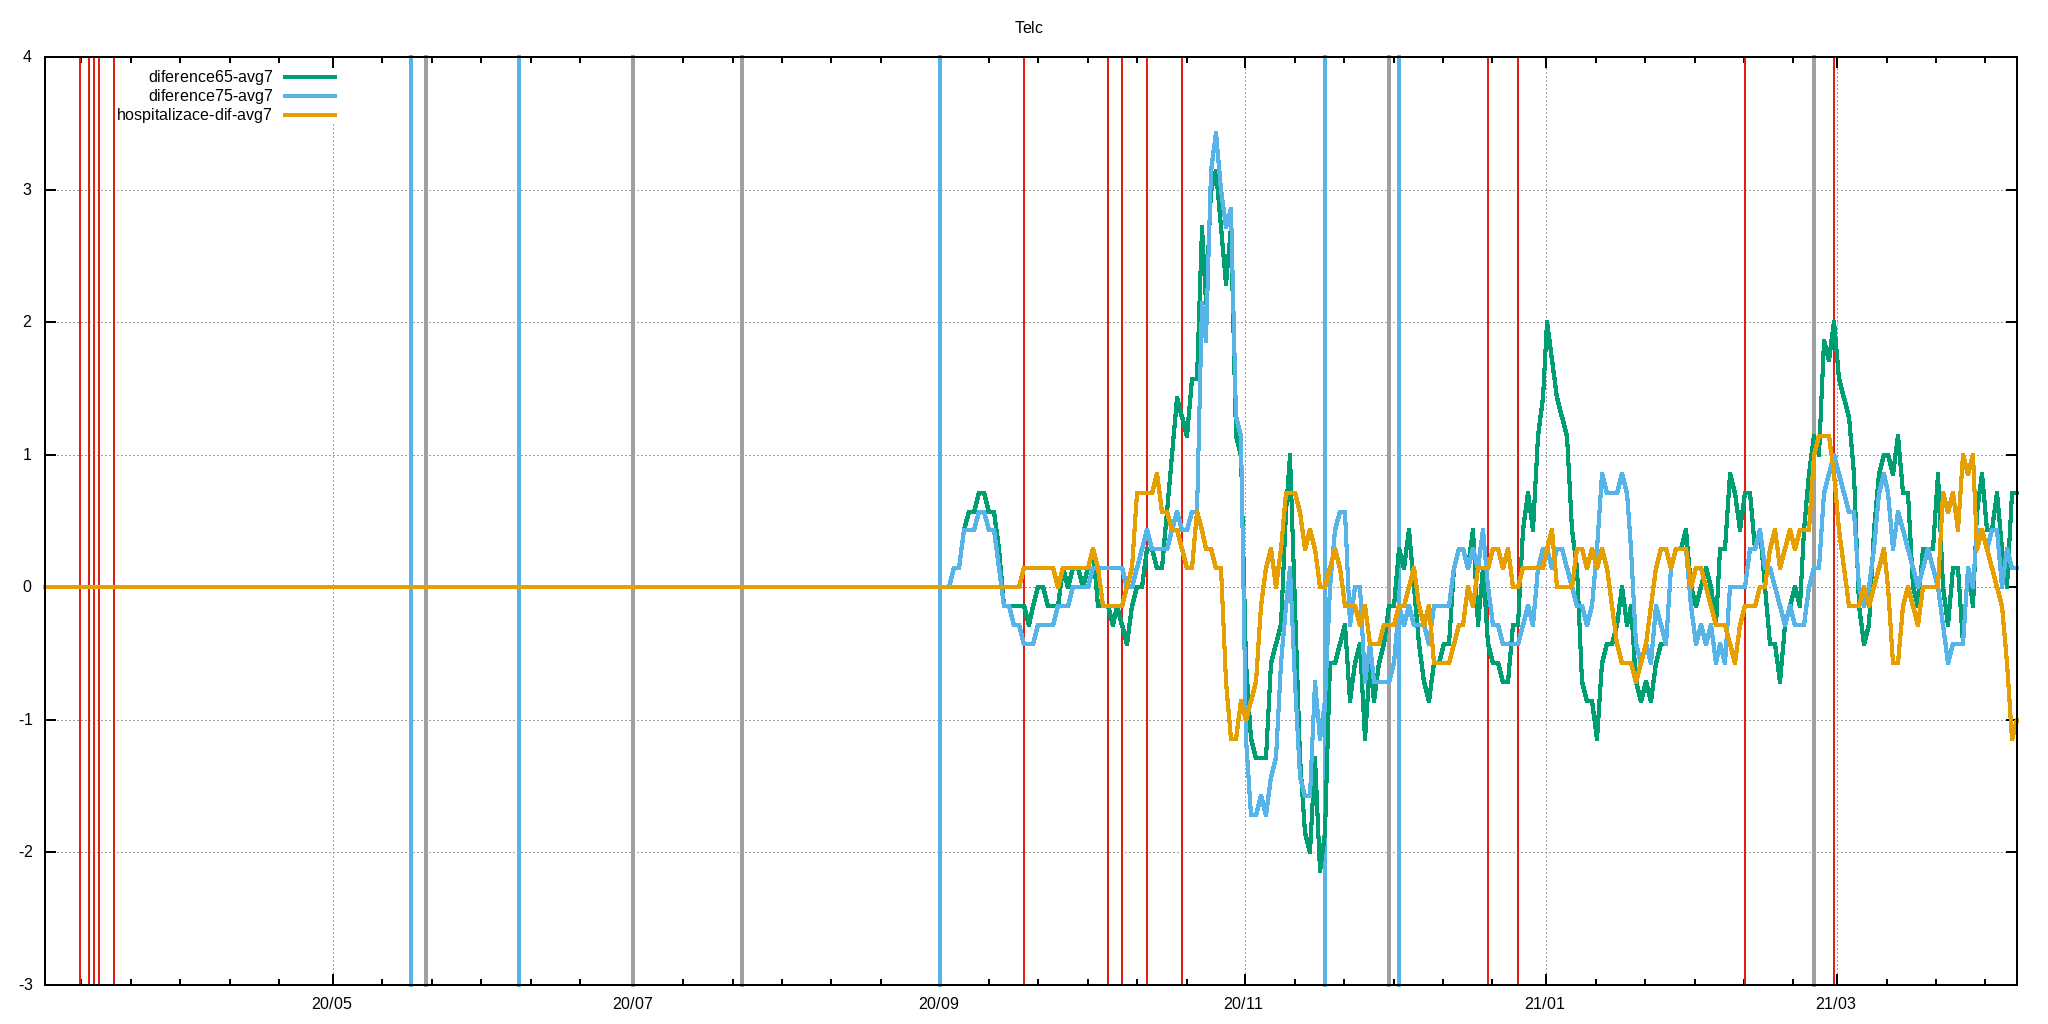 Telc
4
diference65-avg7
diference75-avg7
hospitalizace-dif-avg7
3
2
1
0
-1
-2
-3
20/05 20/07 20/09 20/11 21/01 21/03